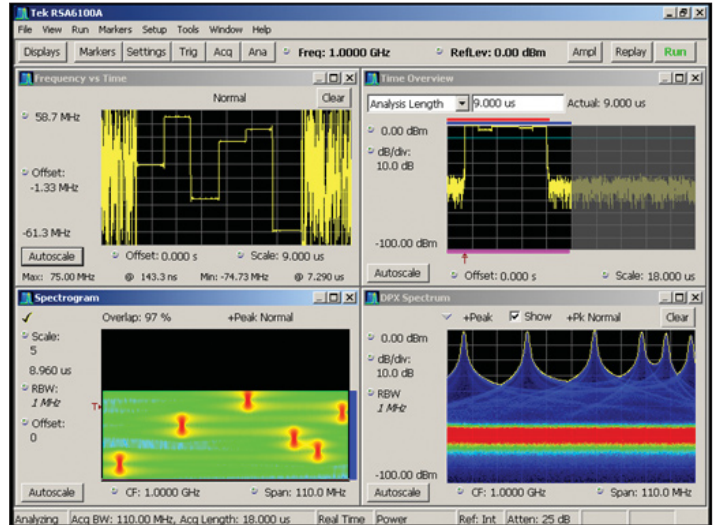 Tek RSA6100A
File View Run Markers Setup Tools Window Help
Displays Markers Settings Trig Acq Ana Freq: 1.0000 GHz RefLev: 0.00 dBm Ampl Replay Run
Frequency vs Time
Normal Clear
58.7 MHz
Offset:
-1.33 MHz
-61.3 MHz
Autoscale Offset: 0.000 s Scale: 9.000 us
Max: 75.00 MHz @ 143.3 ns Min: -74.73 MHz @ 7.290 us
Time Overview
Analysis Length 9.000 us Actual: 9.000 us
0.00 dBm
dB/div:
10.0 dB
-100.00 dBm
Autoscale Offset: 0.000 s Scale: 18.000 us
Spectrogram
Overlap: 97 % +Peak Normal
Scale:
5
8.960 us
RBW:
1 MHz
Offset:
0
T
Autoscale CF: 1.0000 GHz Span: 110.0 MHz
DPX Spectrum
+Peak Show +Pk Normal Clear
0.00 dBm
dB/div:
10.0 dB
RBW
1 MHz
-100.00 dBm
Autoscale CF: 1.0000 GHz Span: 110.0 MHz
Analyzing Acq BW: 110.00 MHz, Acq Length: 18.000 us Real Time Power Ref: Int Atten: 25 dB